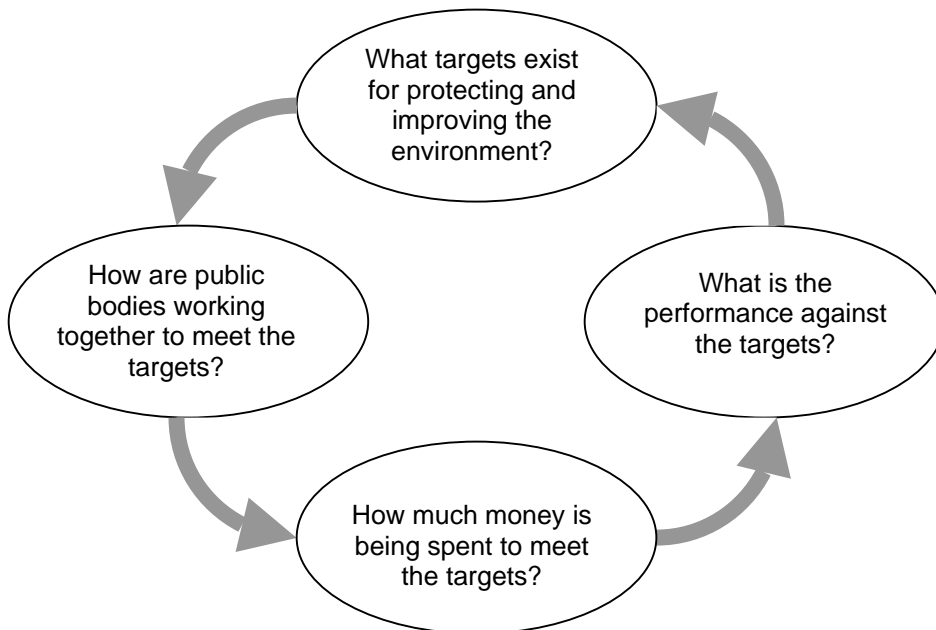 What targets exist
for protecting and
improving the
environment?
How are public
bodies working
together to meet the
targets?
How much money is
being spent to meet
the targets?
What is the
performance against
the targets?